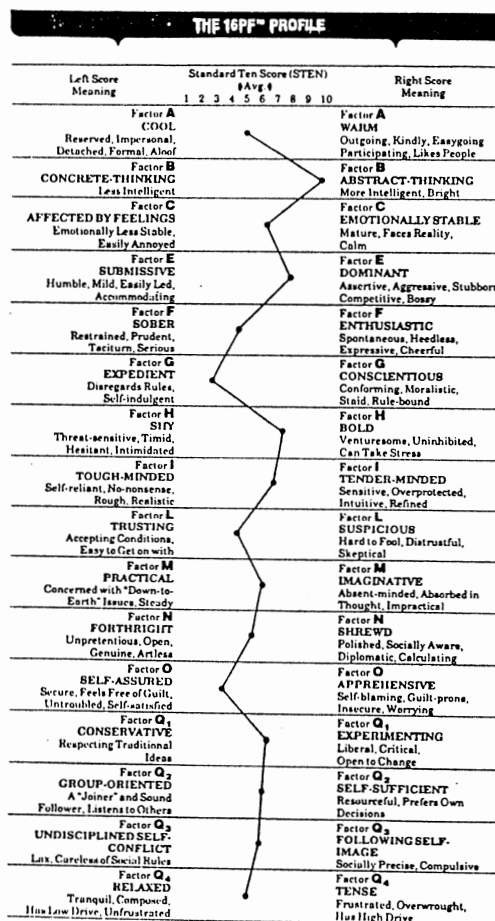 THE 16PF™ PROFILE
Left Score
Meaning
Standard Ten Score (STEN)
Avg.
1 2 3 4 5 6 7 8 9 10
Right Score
Meaning
Factor A
COOL
Reserved, Impersonal,
Detached, Formal, Aloof
Factor A
WARM
Outgoing, Kindly, Easygoing
Participating, Likes People
Factor B
CONCRETE-THINKING
Less Intelligent
Factor B
ABSTRACT-THINKING
More Intelligent, Bright
Factor C
AFFECTED BY FEELINGS
Emotionally Less Stable,
Easily Annoyed
Factor C
EMOTIONALLY STABLE
Mature, Faces Reality,
Calm
Factor E
SUBMISSIVE
Humble, Mild, Easily Led,
Accommodating
Factor E
DOMINANT
Assertive, Aggressive, Stubborn
Competitive, Bossy
Factor F
SOBER
Restrained, Prudent,
Taciturn, Serious
Factor F
ENTHUSIASTIC
Spontaneous, Heedless,
Expressive, Cheerful
Factor G
EXPEDIENT
Disregards Rules,
Self-indulgent
Factor G
CONSCIENTIOUS
Conforming, Moralistic,
Staid, Rule-bound
Factor H
SHY
Threat-sensitive, Timid,
Hesitant, Intimidated
Factor H
BOLD
Venturesome, Uninhibited,
Can Take Stress
Factor I
TOUGH-MINDED
Self-reliant, No-nonsense,
Rough, Realistic
Factor I
TENDER-MINDED
Sensitive, Overprotected,
Intuitive, Refined
Factor L
TRUSTING
Accepting Conditions,
Easy to Get on with
Factor L
SUSPICIOUS
Hard to Fool, Distrustful,
Skeptical
Factor M
PRACTICAL
Concerned with "Down-to-
Earth" Issues, Steady
Factor M
IMAGINATIVE
Absent-minded, Absorbed in
Thought, Impractical
Factor N
FORTHRIGHT
Unpretentious, Open,
Genuine, Artless
Factor N
SHREWD
Polished, Socially Aware,
Diplomatic, Calculating
Factor O
SELF-ASSURED
Secure, Feels Free of Guilt,
Untroubled, Self-satisfied
Factor O
APPREHENSIVE
Self-blaming, Guilt-prone,
Insecure, Worrying
Factor Q1
CONSERVATIVE
Respecting Traditional
Ideas
Factor Q1
EXPERIMENTING
Liberal, Critical,
Open to Change
Factor Q2
GROUP-ORIENTED
A "Joiner" and Sound
Follower, Listens to Others
Factor Q2
SELF-SUFFICIENT
Resourceful, Prefers Own
Decisions
Factor Q3
UNDISCIPLINED SELF-
CONFLICT
Lax, Careless of Social Rules
Factor Q3
FOLLOWING SELF-
IMAGE
Socially Precise, Compulsive
Factor Q4
RELAXED
Tranquil, Composed,
Has Low Drive, Unfrustrated
Factor Q4
TENSE
Frustrated, Overwrought,
Has High Drive